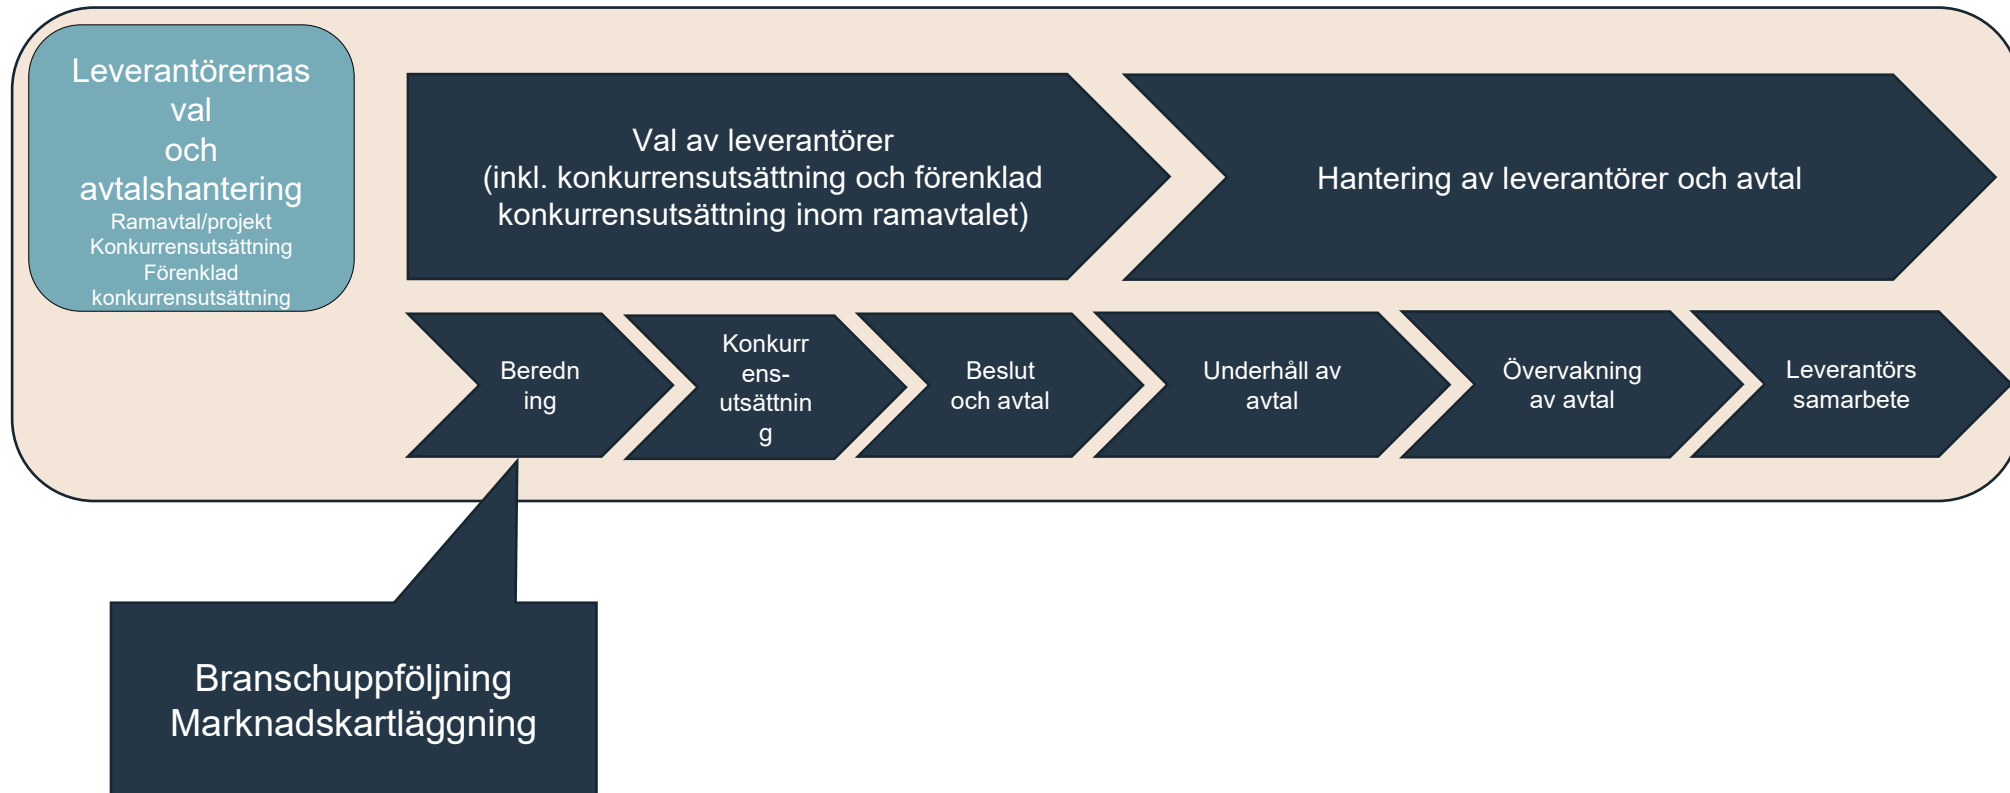 Leverantörernas
val
och
avtalshantering
Ramavtal/projekt
Konkurrensutsättning
Förenklad
konkurrensutsättning
Val av leverantörer
(inkl. konkurrensutsättning och förenklad
konkurrensutsättning inom ramavtalet)
Hantering av leverantörer och avtal
Beredn
ing
Konkurr
ens-
utsättnin
g
Beslut
och avtal
Underhåll av
avtal
Övervakning
av avtal
Leverantörs
samarbete
Branschuppföljning
Marknadskartläggning